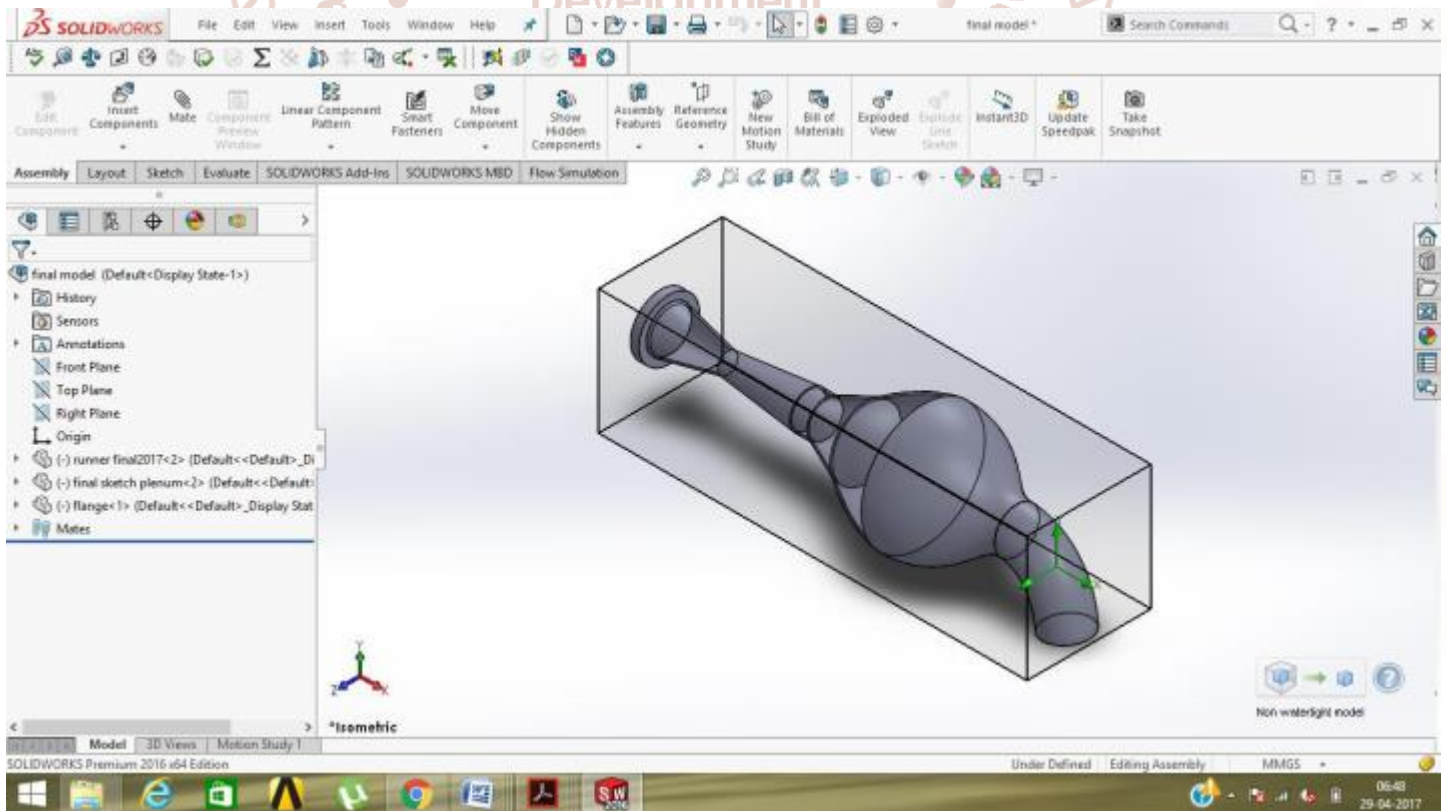 Development
SOLIDWORKS File Edit View Insert Tools Window Help final model * Search Commands
Edit Component
Insert Components
Mate
Component Preview Window
Linear Component Pattern
Smart Fasteners
Move Component
Show Hidden Components
Assembly Features
Reference Geometry
New Motion Study
Bill of Materials
Exploded View
Explode Line Sketch
Instant3D
Update Speedpak
Take Snapshot
Assembly Layout Sketch Evaluate SOLIDWORKS Add-Ins SOLIDWORKS MBD Flow Simulation
final model (Default<Display State-1>)
History
Sensors
Annotations
Front Plane
Top Plane
Right Plane
Origin
(-) runner final2017<2> (Default<<Default>_Di
(-) final sketch plenum<2> (Default<<Default>
(-) flange<1> (Default<<Default>_Display Stat
Mates
Y
Z X
*Isometric
Non watertight model
Model 3D Views Motion Study 1
SOLIDWORKS Premium 2016 x64 Edition Under Defined Editing Assembly MMGS
SW 2016
06:48
29-04-2017